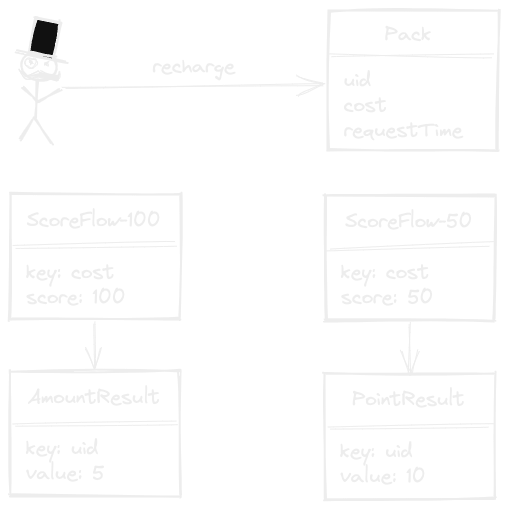 recharge
Pack
uid
cost
requestTime
ScoreFlow-100
key: cost
score: 100
ScoreFlow-50
key: cost
score: 50
AmountResult
key: uid
value: 5
PointResult
key: uid
value: 10